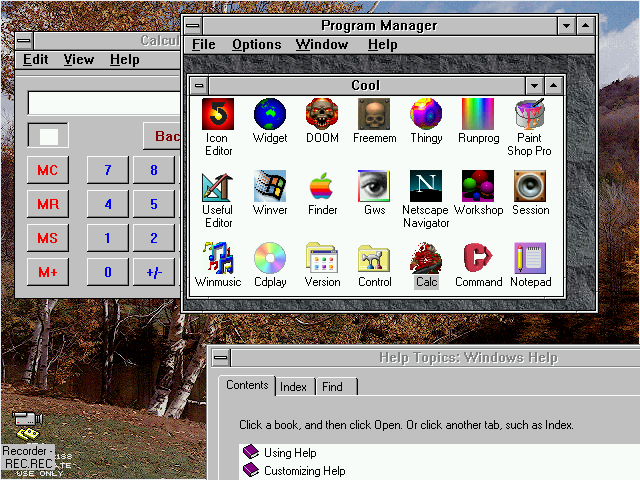 Calcul
Edit View Help
Bac
MC 7 8
MR 4 5
MS 1 2
M+ 0 +/-
Program Manager
File Options Window Help
Cool
Icon Editor
Widget
DOOM
Freemem
Thingy
Runprog
Paint Shop Pro
Useful Editor
Winver
Finder
Gws
Netscape Navigator
Workshop
Session
Winmusic
Cdplay
Version
Control
Calc
Command
Notepad
Help Topics: Windows Help
Contents Index Find
Click a book, and then click Open. Or click another tab, such as Index.
Using Help
Customizing Help
Recorder -
REC.REC
USE ONLY